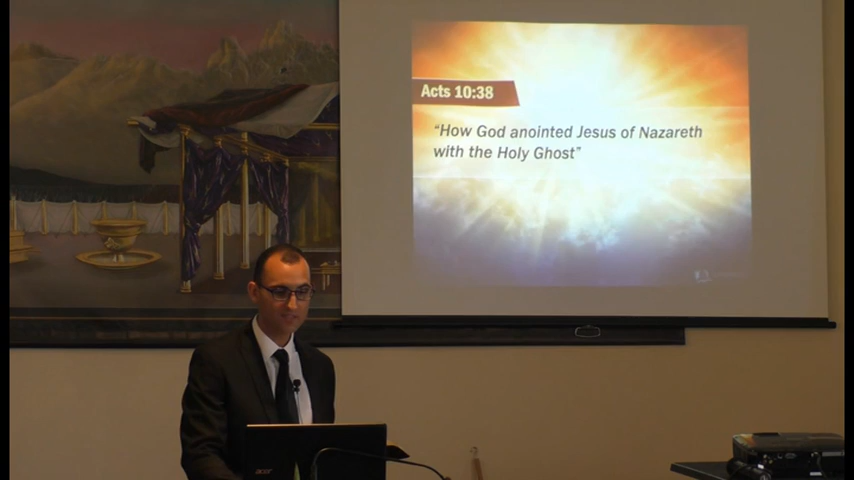 Acts 10:38
“How God anointed Jesus of Nazareth
with the Holy Ghost”
acer